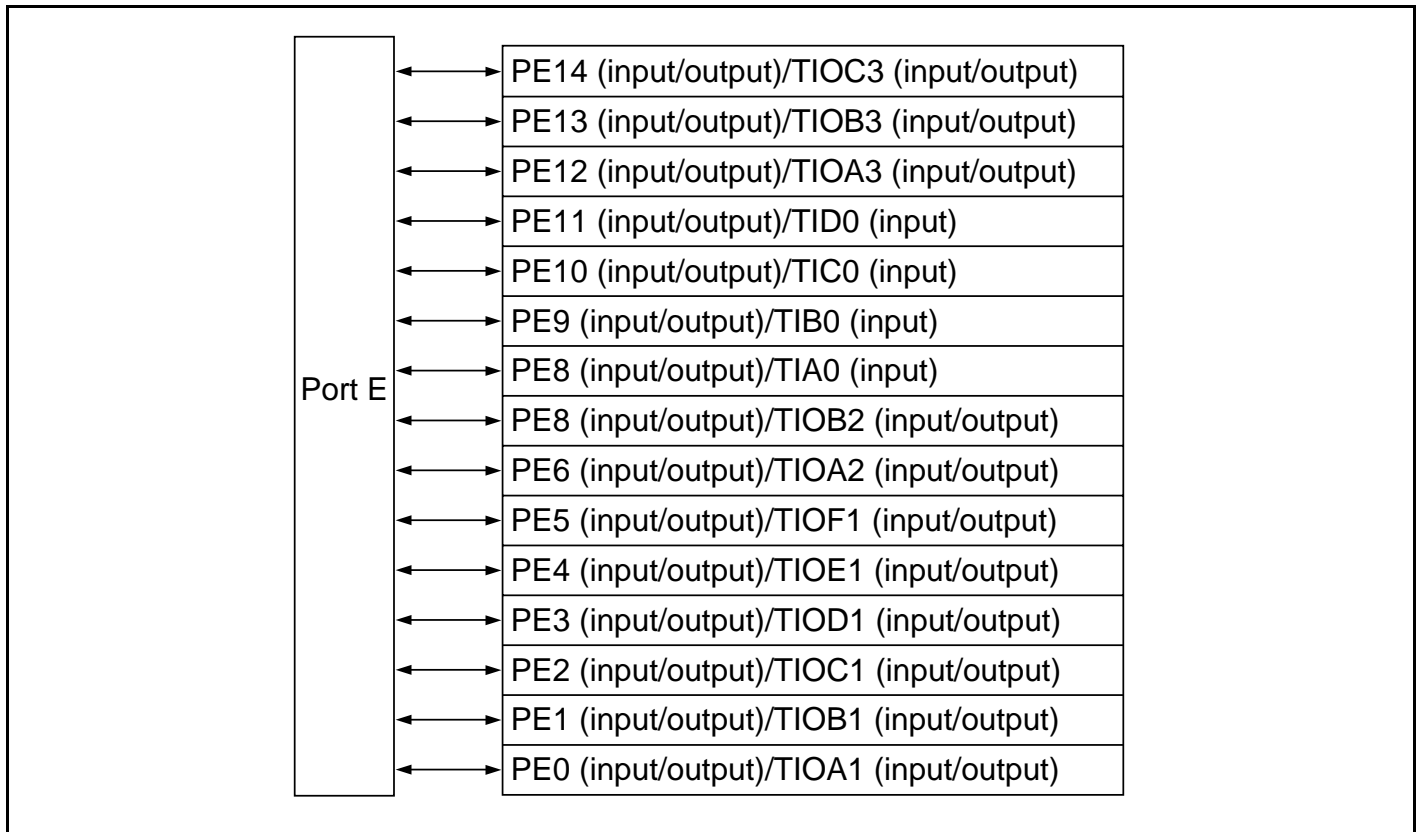 Port E
PE14 (input/output)/TIOC3 (input/output)
PE13 (input/output)/TIOB3 (input/output)
PE12 (input/output)/TIOA3 (input/output)
PE11 (input/output)/TID0 (input)
PE10 (input/output)/TIC0 (input)
PE9 (input/output)/TIB0 (input)
PE8 (input/output)/TIA0 (input)
PE8 (input/output)/TIOB2 (input/output)
PE6 (input/output)/TIOA2 (input/output)
PE5 (input/output)/TIOF1 (input/output)
PE4 (input/output)/TIOE1 (input/output)
PE3 (input/output)/TIOD1 (input/output)
PE2 (input/output)/TIOC1 (input/output)
PE1 (input/output)/TIOB1 (input/output)
PE0 (input/output)/TIOA1 (input/output)